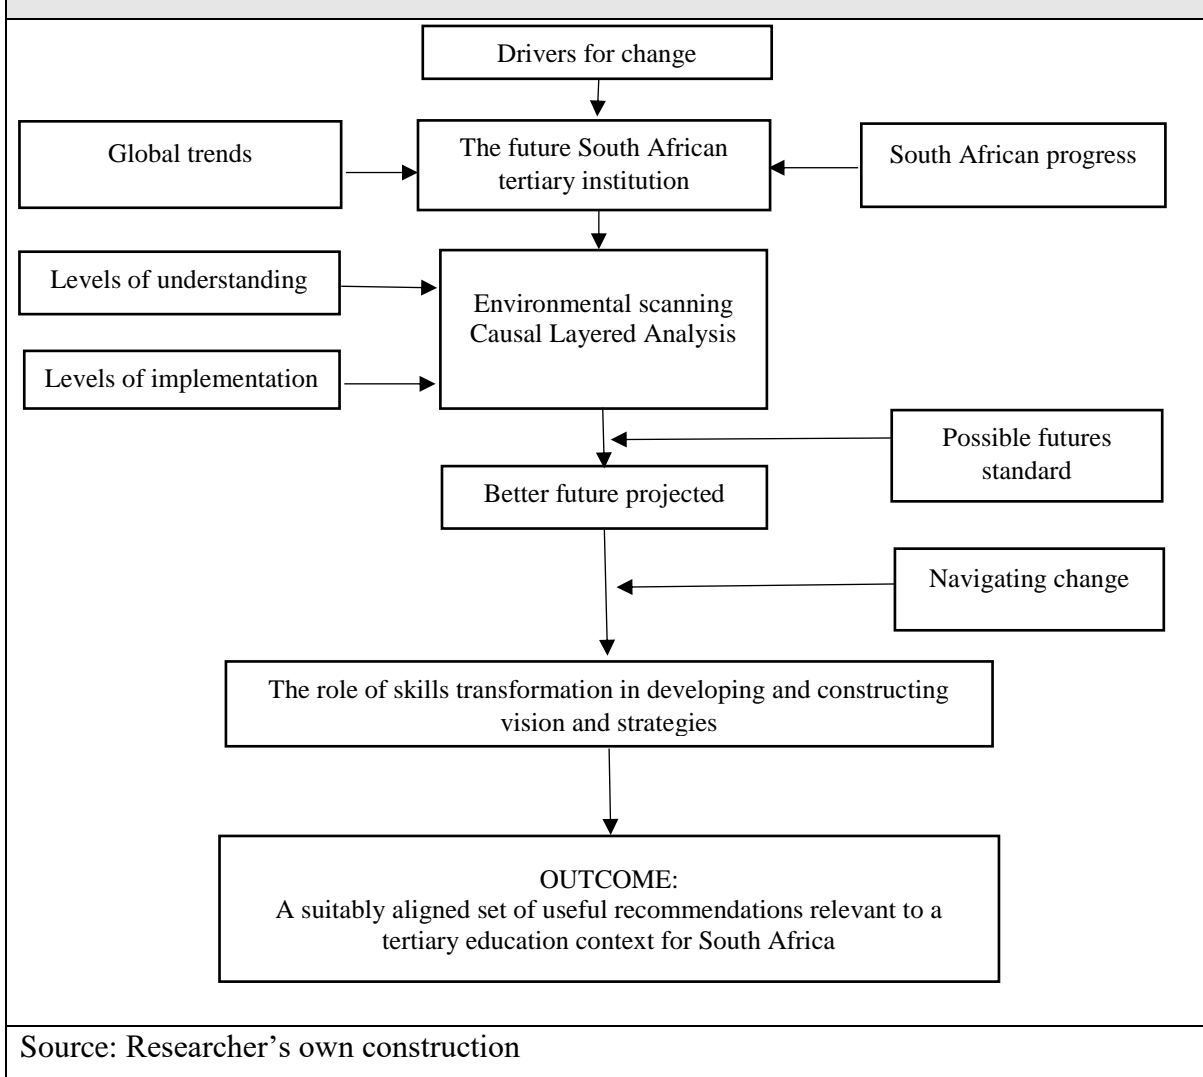 Drivers for change
Global trends
The future South African
tertiary institution
South African progress
Levels of understanding
Environmental scanning
Causal Layered Analysis
Levels of implementation
Possible futures
standard
Better future projected
Navigating change
The role of skills transformation in developing and constructing
vision and strategies
OUTCOME:
A suitably aligned set of useful recommendations relevant to a
tertiary education context for South Africa
Source: Researcher’s own construction